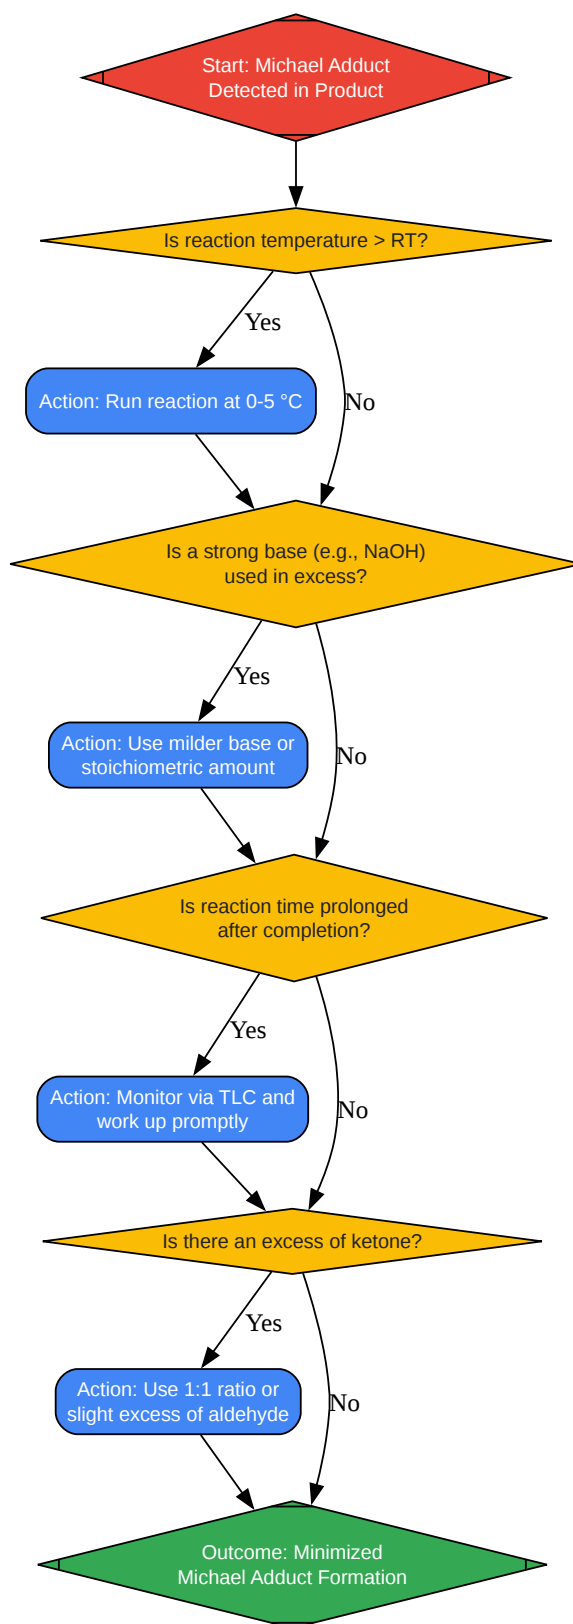 Start: Michael Adduct
Detected in Product
Is reaction temperature > RT?
Yes
Action: Run reaction at 0-5 °C
No
Is a strong base (e.g., NaOH)
used in excess?
Yes
Action: Use milder base or
stoichiometric amount
No
Is reaction time prolonged
after completion?
Yes
Action: Monitor via TLC and
work up promptly
No
Is there an excess of ketone?
Yes
Action: Use 1:1 ratio or
slight excess of aldehyde
No
Outcome: Minimized
Michael Adduct Formation